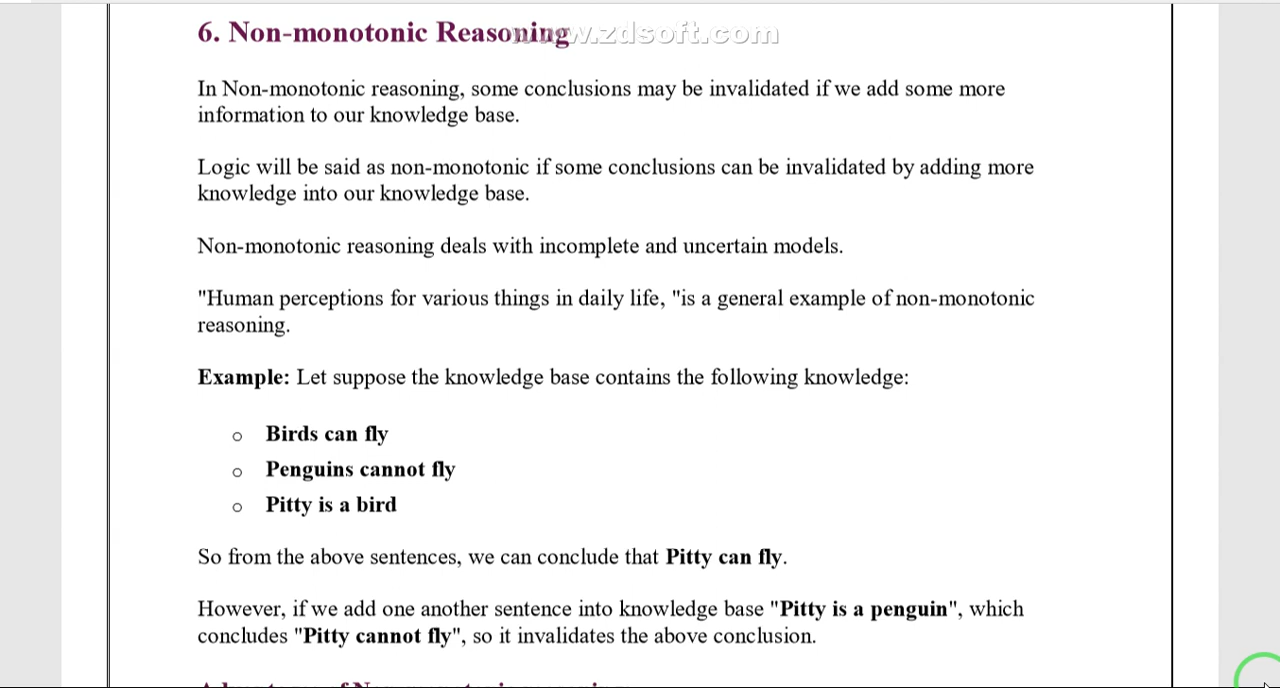 6. Non-monotonic Reasoning
www.zdsoft.com
In Non-monotonic reasoning, some conclusions may be invalidated if we add some more
information to our knowledge base.
Logic will be said as non-monotonic if some conclusions can be invalidated by adding more
knowledge into our knowledge base.
Non-monotonic reasoning deals with incomplete and uncertain models.
"Human perceptions for various things in daily life, "is a general example of non-monotonic
reasoning.
Example: Let suppose the knowledge base contains the following knowledge:
o Birds can fly
o Penguins cannot fly
o Pitty is a bird
So from the above sentences, we can conclude that Pitty can fly.
However, if we add one another sentence into knowledge base "Pitty is a penguin", which
concludes "Pitty cannot fly", so it invalidates the above conclusion.